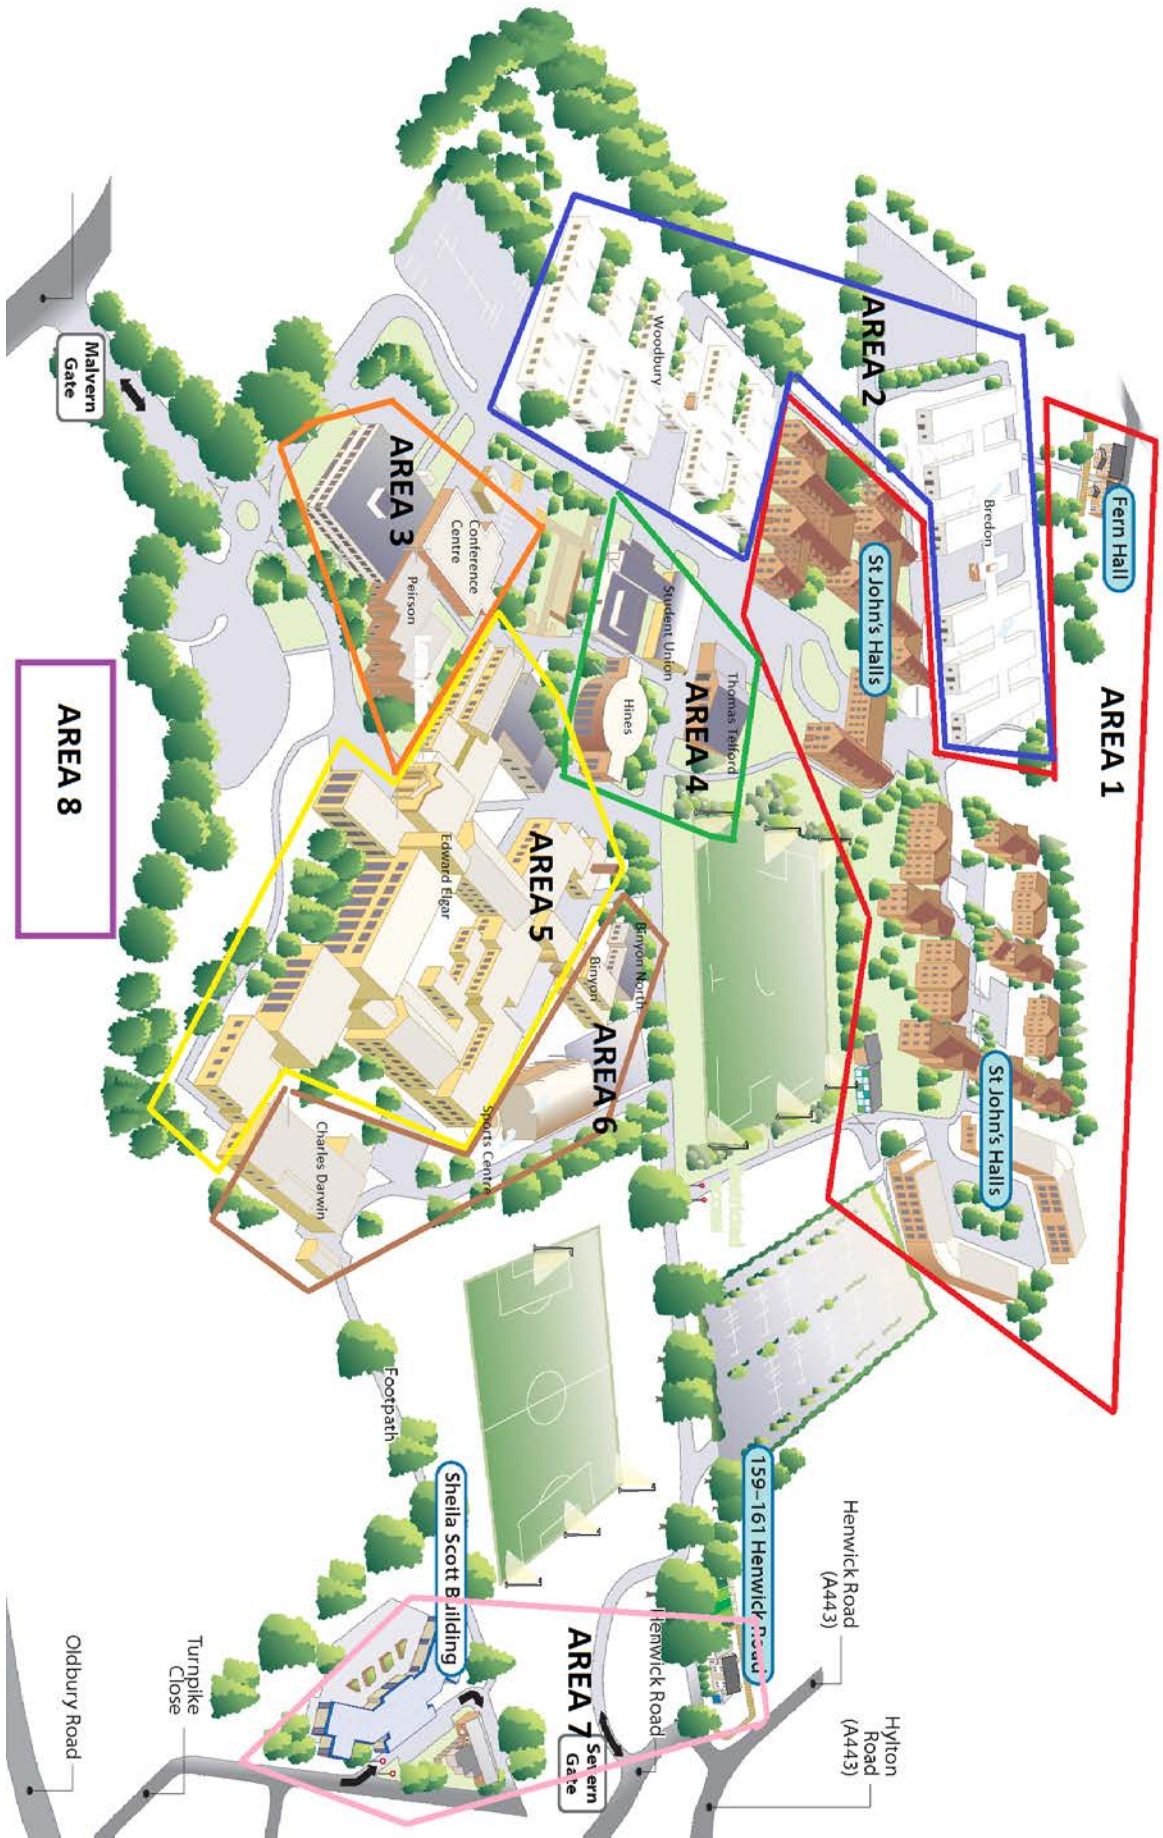 Fern Hall
AREA 1
Bredon
AREA 2
St John's Halls
Woodbury
St John's Halls
Thomas Telford
Student Union
AREA 4
Hines
AREA 3
Conference
Centre
Peirson
Malvern
Gate
AREA 5
Edward Elgar
Binyon North
Binyon
AREA 6
Sports Centre
Charles Darwin
AREA 8
Footpath
159–161 Henwick Road
Henwick Road
(A443)
Hylton
Road
(A443)
Sheila Scott Building
AREA 7
Henwick Road
Severn
Gate
Turnpike
Close
Oldbury Road